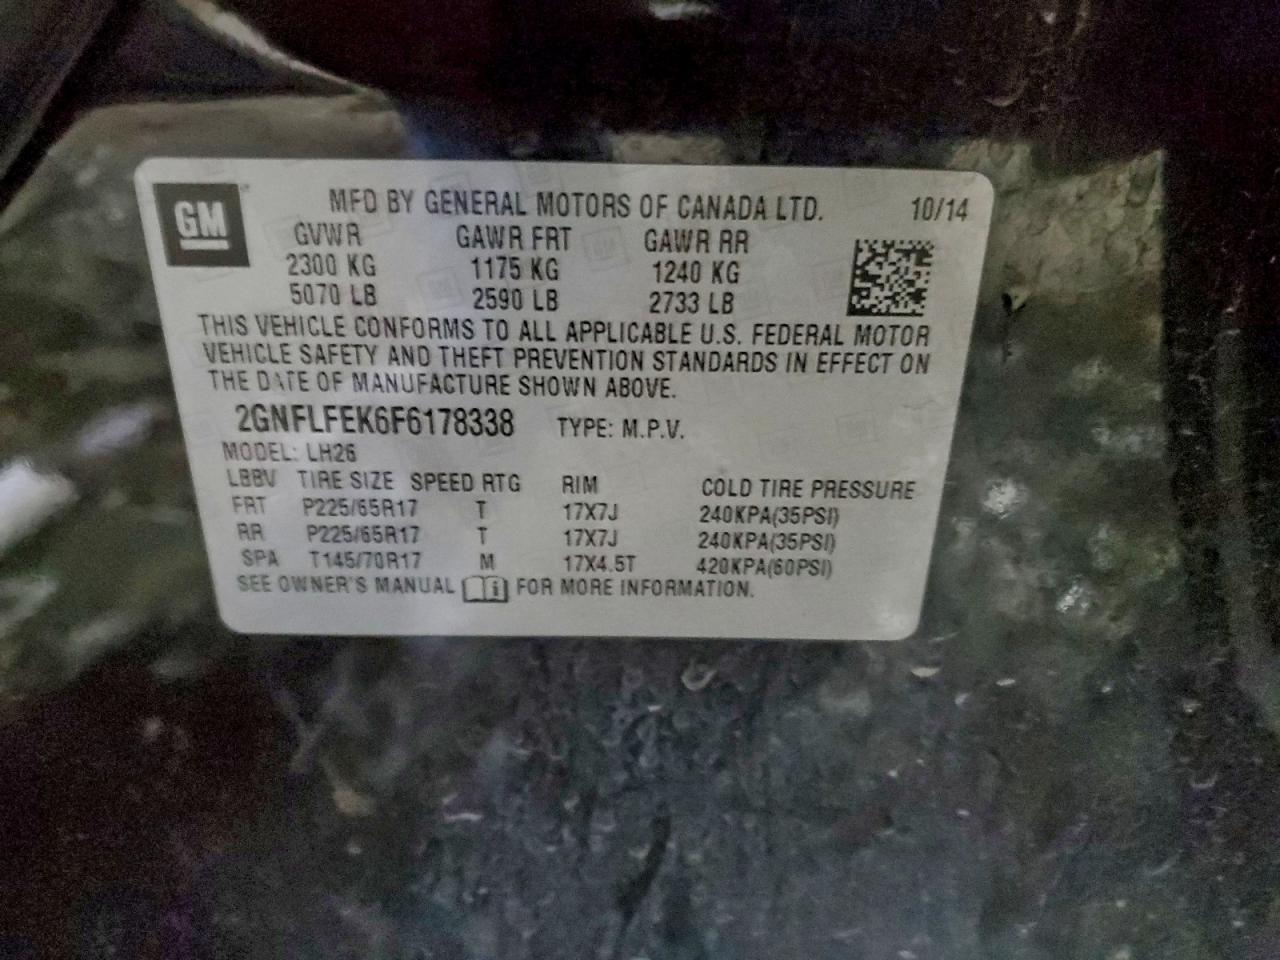 GM
MFD BY GENERAL MOTORS OF CANADA LTD. 10/14
GVWR GAWR FRT GAWR RR
2300 KG 1175 KG 1240 KG
5070 LB 2590 LB 2733 LB
THIS VEHICLE CONFORMS TO ALL APPLICABLE U.S. FEDERAL MOTOR
VEHICLE SAFETY AND THEFT PREVENTION STANDARDS IN EFFECT ON
THE DATE OF MANUFACTURE SHOWN ABOVE.
2GNFLFEK6F6178338 TYPE: M.P.V.
MODEL: LH26
LBBV TIRE SIZE SPEED RTG RIM COLD TIRE PRESSURE
FRT P225/65R17 T 17X7J 240KPA(35PSI)
RR P225/65R17 T 17X7J 240KPA(35PSI)
SPA T145/70R17 M 17X4.5T 420KPA(60PSI)
SEE OWNER'S MANUAL i FOR MORE INFORMATION.